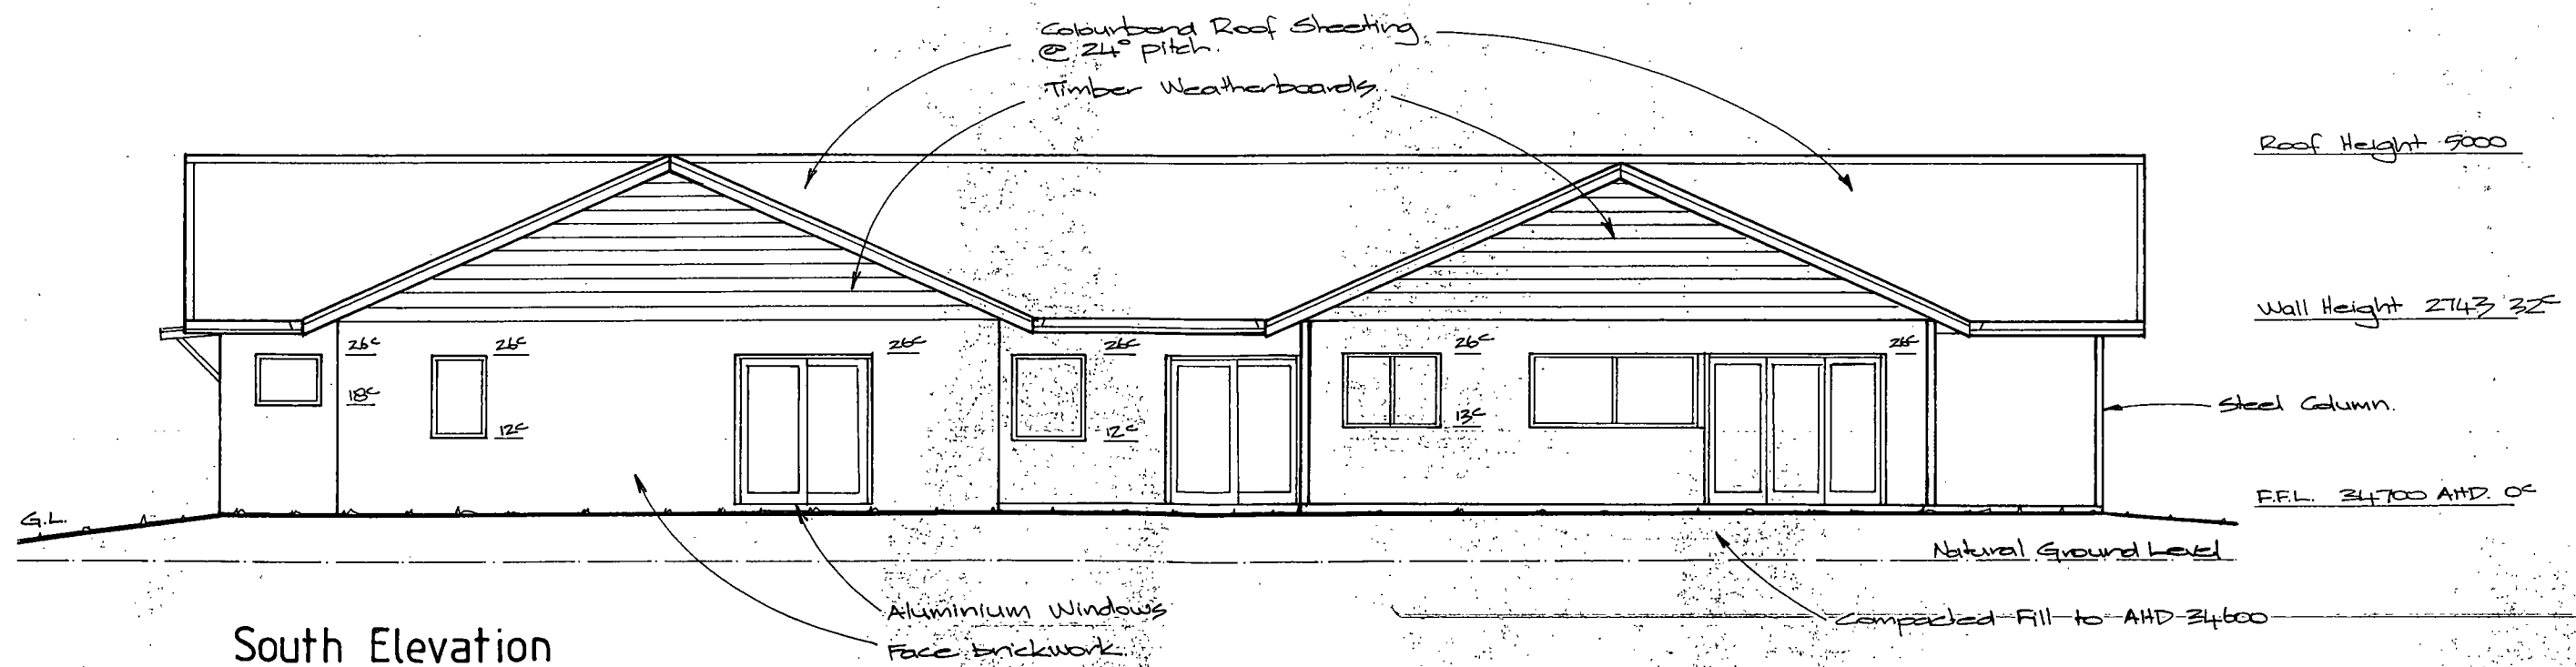 Colourbond Roof Sheeting
@ 24° pitch.
Timber Weatherboards.
Roof Height 5000
Wall Height 2743 32c
26c
26c
26c
26c
26c
26c
18c
12c
12c
13c
Steel Column.
F.F.L. 34700 AHD. 0c
G.L.
Natural Ground Level
Aluminium Windows
Compacted Fill to AHD 34600
Face brickwork.
South Elevation